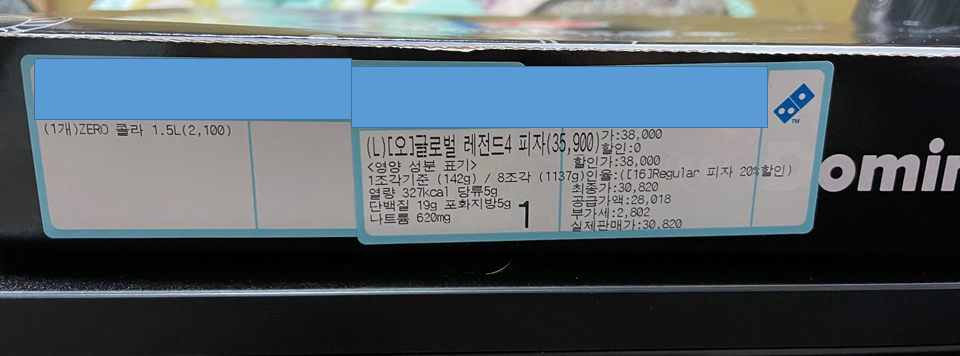 (1개)ZERO 콜라 1.5L(2,100)
(L)[오]글로벌 레전드4 피자(35,900)
<영양 성분 표기>
1조각기준 (142g) / 8조각 (1137g)
열량 327kcal 당류5g
단백질 19g 포화지방5g
나트륨 620mg
1
가:38,000
할인:0
할인가:38,000
인율:([16]Regular 피자 20%할인)
최종가:30,820
공급가액:28,018
부가세:2,802
실제판매가:30,820
TM
omin